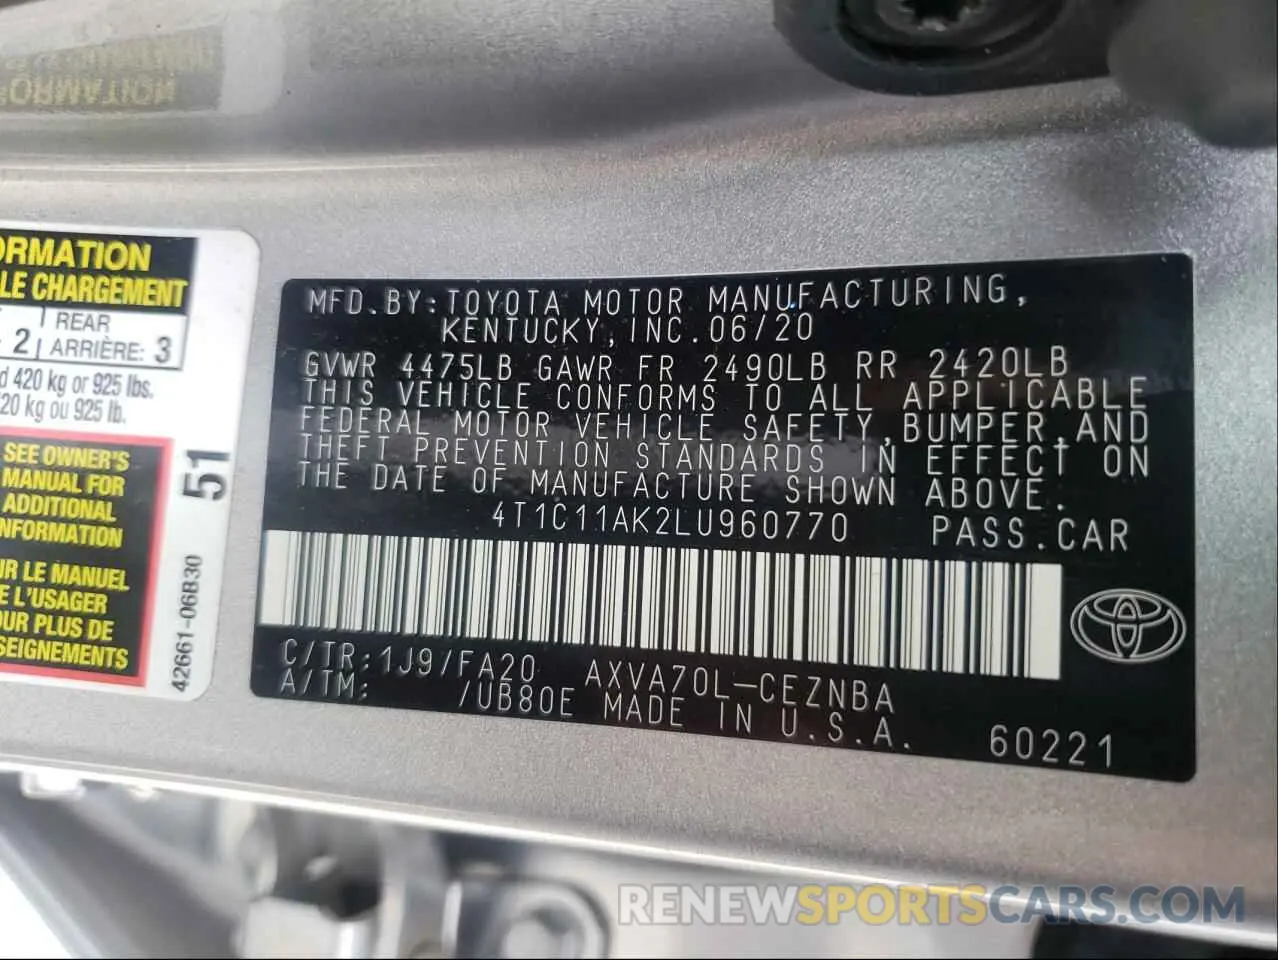 ORMATION
ORMATION
LE CHARGEMENT
2 REAR
ARRIÈRE: 3
d 420 kg or 925 lbs.
20 kg ou 925 lb.
SEE OWNER'S
MANUAL FOR
ADDITIONAL
NFORMATION
UR LE MANUEL
E L'USAGER
OUR PLUS DE
SEIGNEMENTS
51
42661-06B30
MFD.BY:TOYOTA MOTOR MANUFACTURING,
KENTUCKY,INC.06/20
GVWR 4475LB GAWR FR 2490LB RR 2420LB
THIS VEHICLE CONFORMS TO ALL APPLICABLE
FEDERAL MOTOR VEHICLE SAFETY,BUMPER,AND
THEFT PREVENTION STANDARDS IN EFFECT ON
THE DATE OF MANUFACTURE SHOWN ABOVE.
4T1C11AK2LU960770 PASS.CAR
C/TR:1J9/FA20 AXVA70L-CEZNBA
A/TM: /UB80E MADE IN U.S.A.
60221
RENEWSPORTSCARS.COM